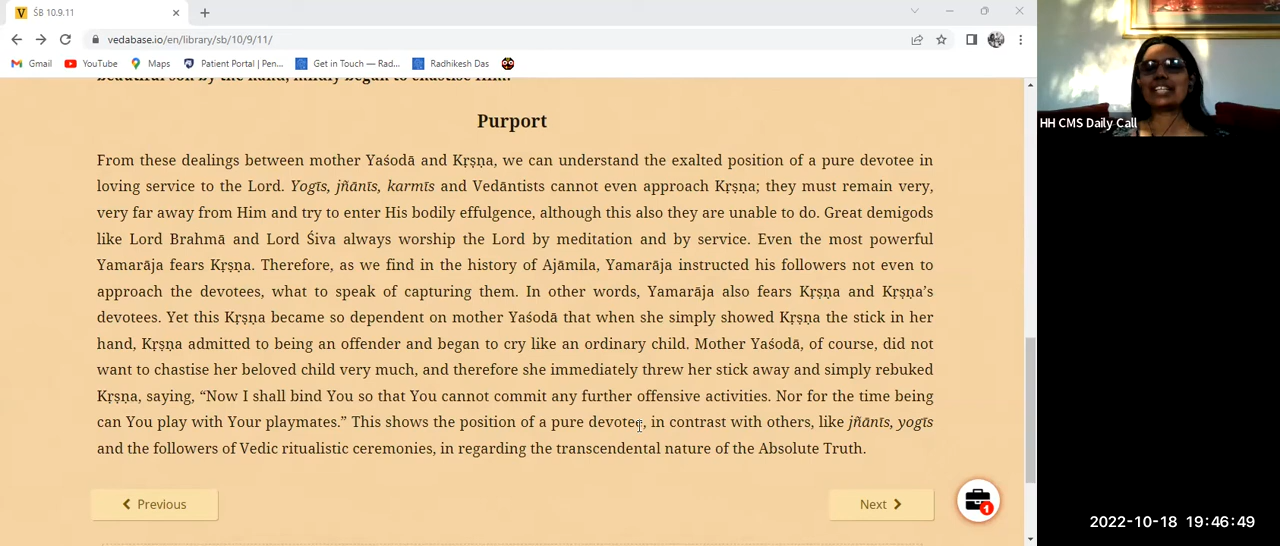 ŚB 10.9.11
vedabase.io/en/library/sb/10/9/11/
Gmail YouTube Maps Patient Portal | Pen... Get in Touch — Rad... Radhikesh Das
beautiful son by the hand, mildly began to chastise Him.
Purport
From these dealings between mother Yaśodā and Kṛṣṇa, we can understand the exalted position of a pure devotee in
loving service to the Lord. Yogīs, jñānīs, karmīs and Vedāntists cannot even approach Kṛṣṇa; they must remain very,
very far away from Him and try to enter His bodily effulgence, although this also they are unable to do. Great demigods
like Lord Brahmā and Lord Śiva always worship the Lord by meditation and by service. Even the most powerful
Yamarāja fears Kṛṣṇa. Therefore, as we find in the history of Ajāmila, Yamarāja instructed his followers not even to
approach the devotees, what to speak of capturing them. In other words, Yamarāja also fears Kṛṣṇa and Kṛṣṇa’s
devotees. Yet this Kṛṣṇa became so dependent on mother Yaśodā that when she simply showed Kṛṣṇa the stick in her
hand, Kṛṣṇa admitted to being an offender and began to cry like an ordinary child. Mother Yaśodā, of course, did not
want to chastise her beloved child very much, and therefore she immediately threw her stick away and simply rebuked
Kṛṣṇa, saying, “Now I shall bind You so that You cannot commit any further offensive activities. Nor for the time being
can You play with Your playmates.” This shows the position of a pure devotee, in contrast with others, like jñānīs, yogīs
and the followers of Vedic ritualistic ceremonies, in regarding the transcendental nature of the Absolute Truth.
Previous
Next
1
HH CMS Daily Call
2022-10-18 19:46:49